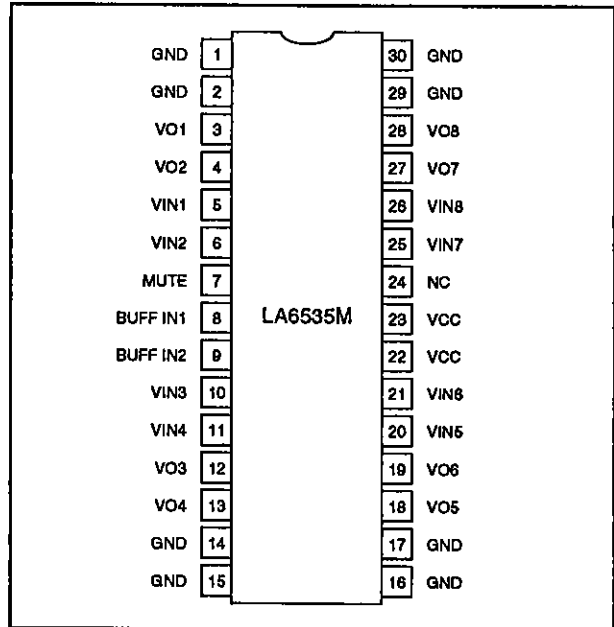 GND 1 30 GND
GND 2 29 GND
VO1 3 28 VO8
VO2 4 27 VO7
VIN1 5 26 VIN8
VIN2 6 25 VIN7
MUTE 7 24 NC
BUFF IN1 8 LA6535M 23 VCC
BUFF IN2 9 22 VCC
VIN3 10 21 VIN6
VIN4 11 20 VIN5
VO3 12 19 VO6
VO4 13 18 VO5
GND 14 17 GND
GND 15 16 GND